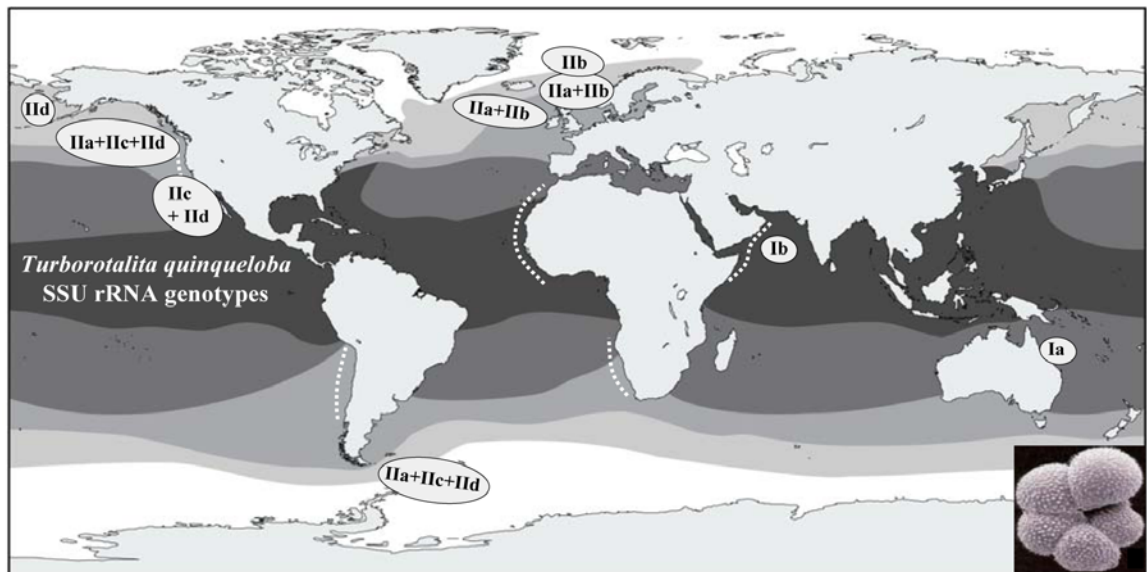 IIb
IIa+IIb
IIa+IIb
IId
IIa+IIc+IId
IIc
+ IId
Turborotalita quinqueloba
SSU rRNA genotypes
Ib
Ia
IIa+IIc+IId